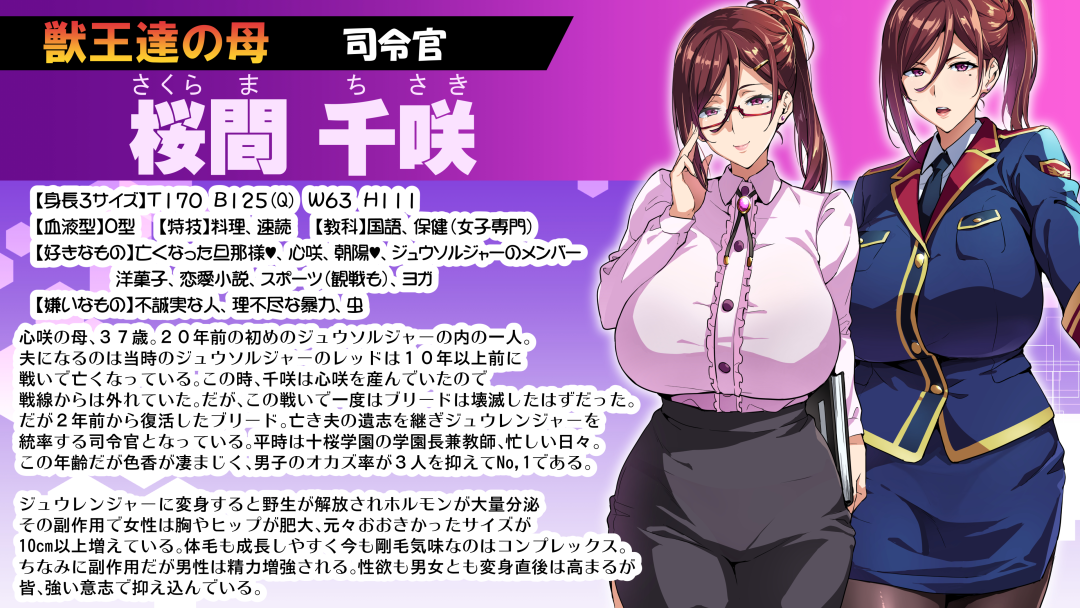 獣王達の母 司令官
さくら ま ち さき
桜間 千咲
【身長3サイズ】T170 B125(Q) W63 H111
【血液型】O型 【特技】料理、速読 【教科】国語、保健(女子専門)
【好きなもの】亡くなった旦那様♥、心咲、朝陽♥、ジュウソルジャーのメンバー
洋菓子、恋愛小説、スポーツ(観戦も)、ヨガ
【嫌いなもの】不誠実な人、理不尽な暴力、虫
心咲の母、37歳。20年前の初めのジュウソルジャーの内の一人。
夫になるのは当時のジュウソルジャーのレッドは10年以上前に
戦いで亡くなっている。この時、千咲は心咲を産んでいたので
戦線からは外れていた。だが、この戦いで一度はブリードは壊滅したはずだった。
だが2年前から復活したブリード。亡き夫の遺志を継ぎジュウレンジャーを
統率する司令官となっている。平時は十桜学園の学園長兼教師、忙しい日々。
この年齢だが色香が凄まじく、男子のオカズ率が3人を抑えてNo,1である。
ジュウレンジャーに変身すると野生が解放されホルモンが大量分泌
その副作用で女性は胸やヒップが肥大、元々おおきかったサイズが
10cm以上増えている。体毛も成長しやすく今も剛毛気味なのはコンプレックス。
ちなみに副作用だが男性は精力増強される。性欲も男女とも変身直後は高まるが
皆、強い意志で抑え込んでいる。